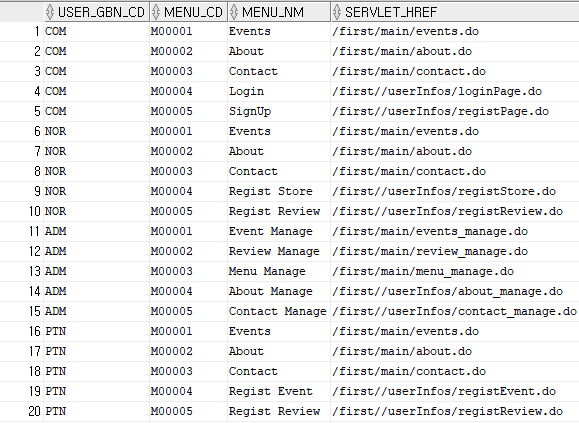 USER_GBN_CD MENU_CD MENU_NM SERVLET_HREF
1 COM M00001 Events /first/main/events.do
2 COM M00002 About /first/main/about.do
3 COM M00003 Contact /first/main/contact.do
4 COM M00004 Login /first//userInfos/loginPage.do
5 COM M00005 SignUp /first//userInfos/registPage.do
6 NOR M00001 Events /first/main/events.do
7 NOR M00002 About /first/main/about.do
8 NOR M00003 Contact /first/main/contact.do
9 NOR M00004 Regist Store /first//userInfos/registStore.do
10 NOR M00005 Regist Review /first//userInfos/registReview.do
11 ADM M00001 Event Manage /first/main/events_manage.do
12 ADM M00002 Review Manage /first/main/review_manage.do
13 ADM M00003 Menu Manage /first/main/menu_manage.do
14 ADM M00004 About Manage /first//userInfos/about_manage.do
15 ADM M00005 Contact Manage /first//userInfos/contact_manage.do
16 PTN M00001 Events /first/main/events.do
17 PTN M00002 About /first/main/about.do
18 PTN M00003 Contact /first/main/contact.do
19 PTN M00004 Regist Event /first//userInfos/registEvent.do
20 PTN M00005 Regist Review /first//userInfos/registReview.do